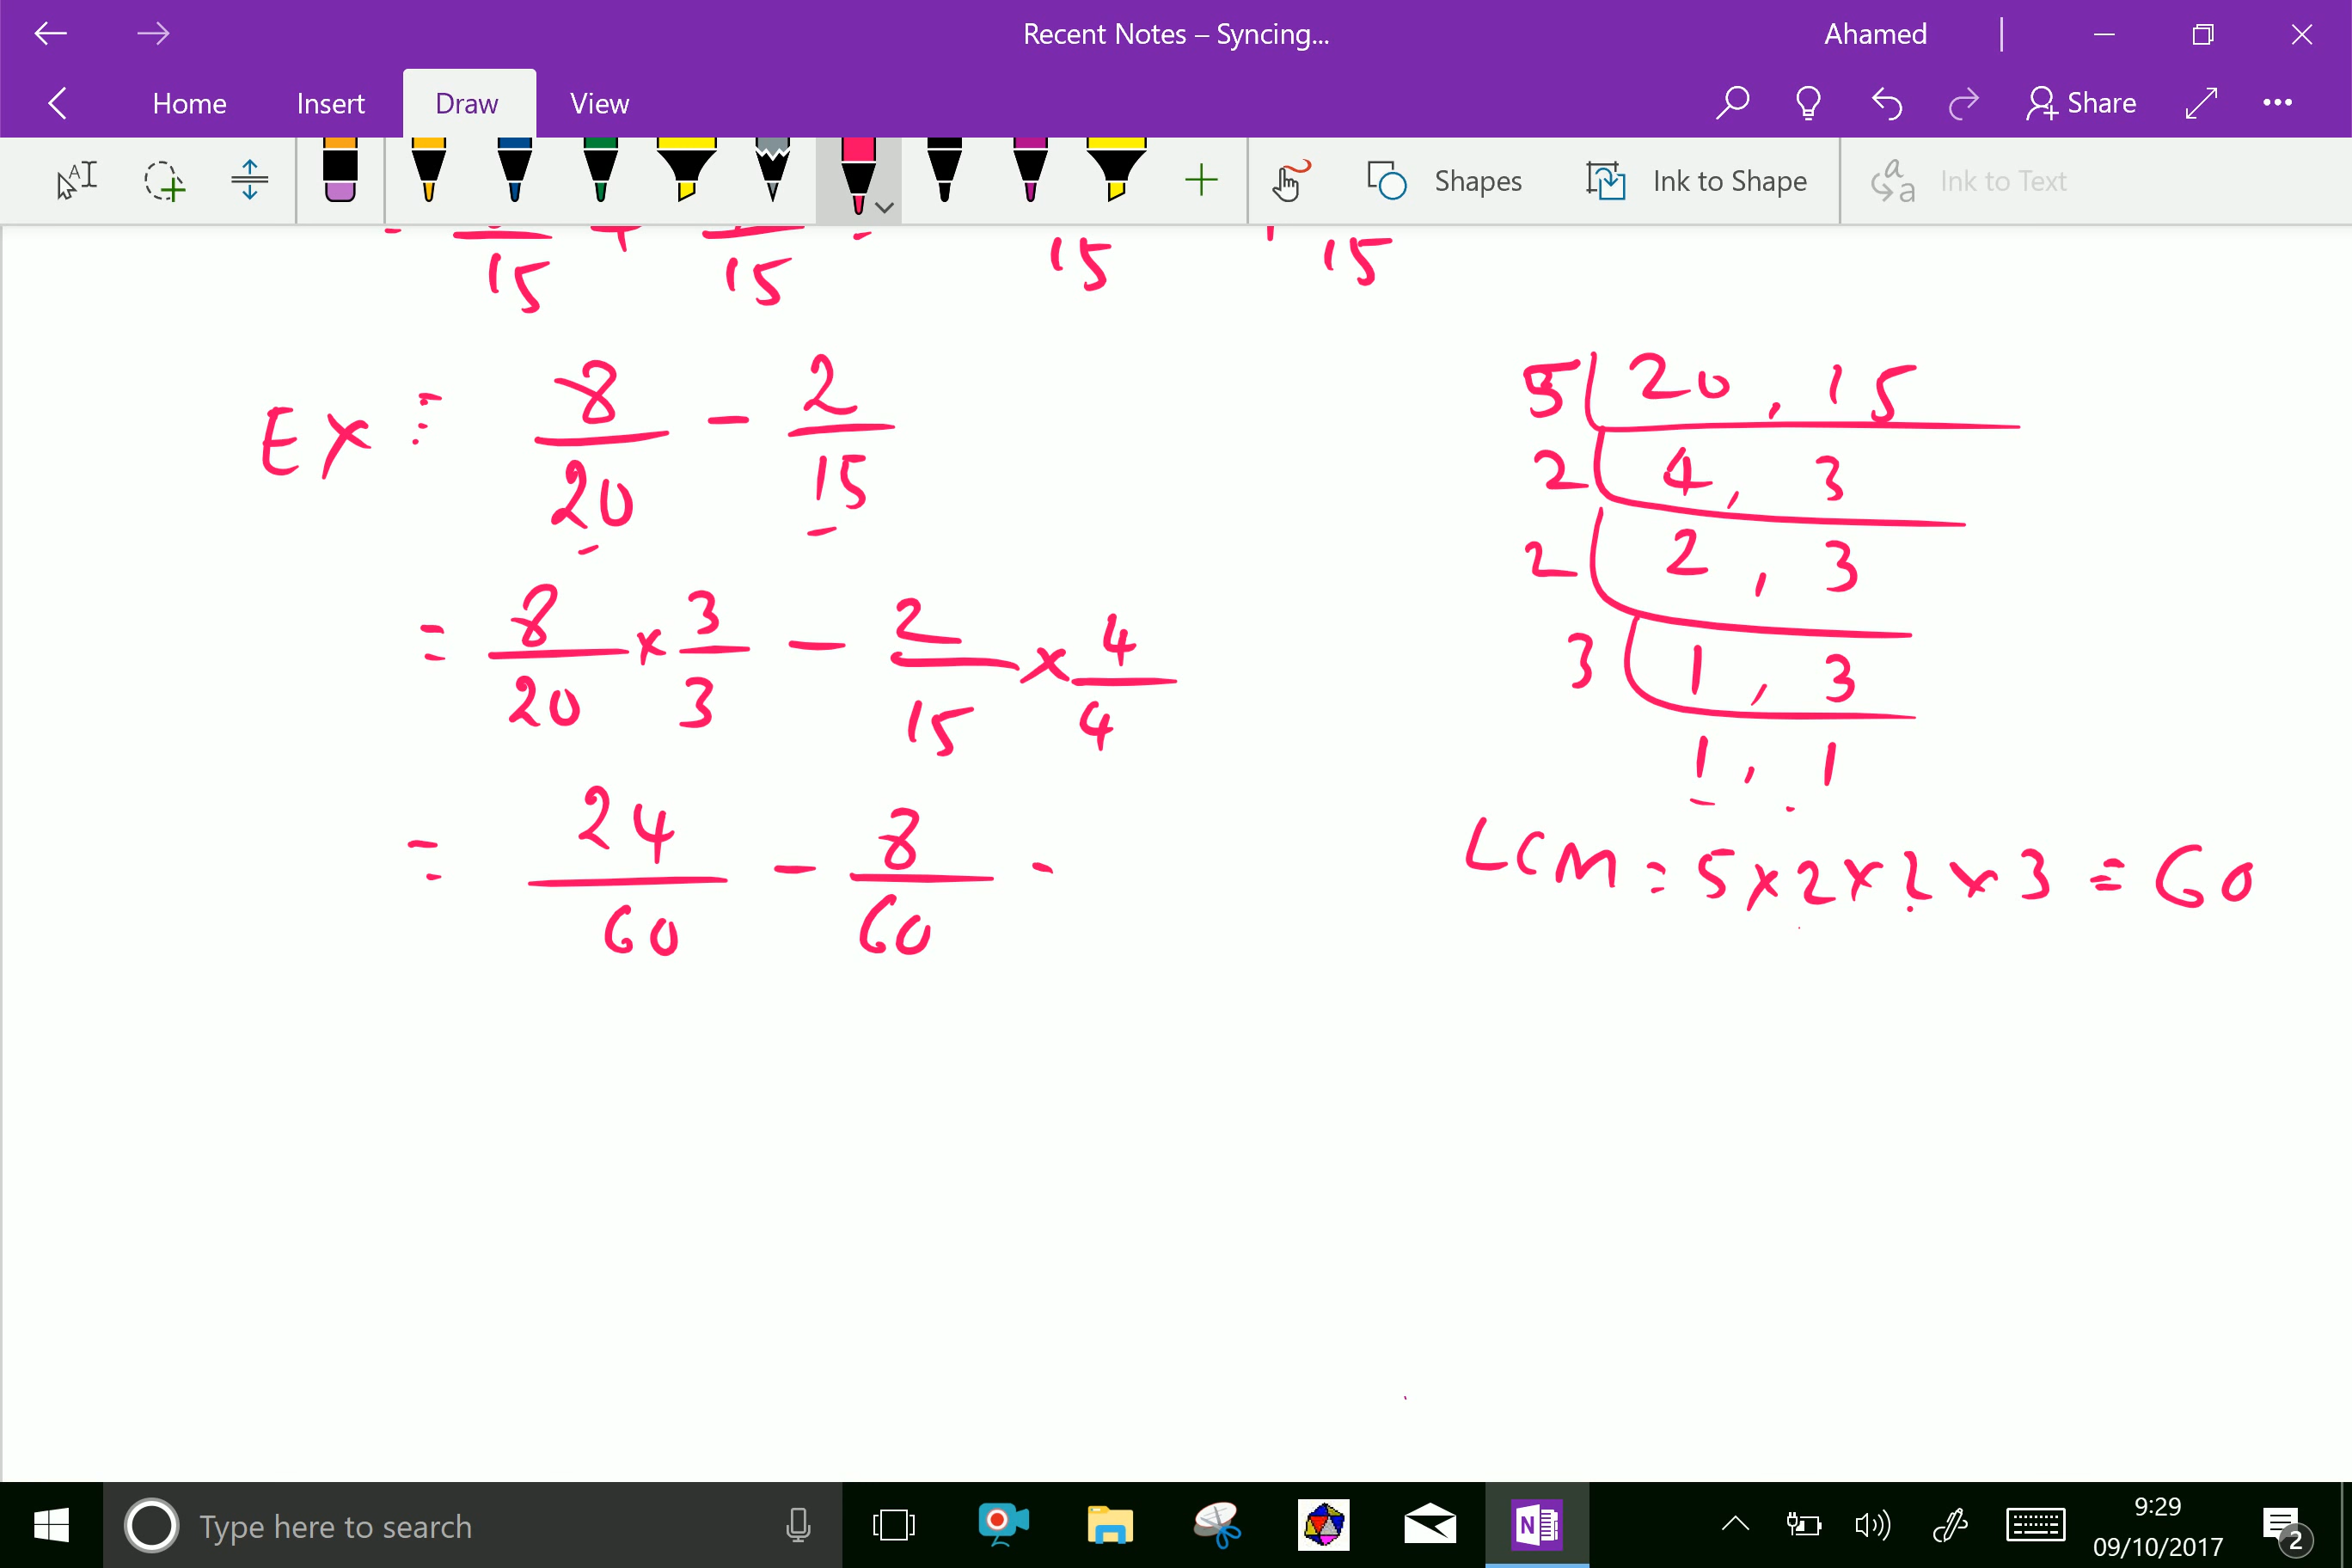 Recent Notes – Syncing...
Ahamed
Home Insert Draw View
Share
Shapes Ink to Shape Ink to Text
= 15 + 15 = 15 15
EX : 8/20 - 2/15
= 8/20 × 3/3 - 2/15 × 4/4
= 24/60 - 8/60 -
5 20, 15
2 4, 3
2 2, 3
3 1, 3
1, 1
LCM = 5 × 2 × 2 × 3 = 60
Type here to search
9:29
09/10/2017
2